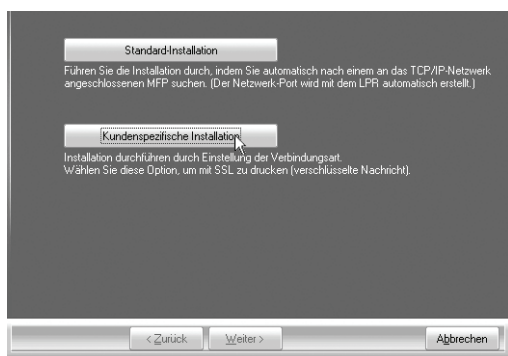 Standard-Installation
Führen Sie die Installation durch, indem Sie automatisch nach einem an das TCP/IP-Netzwerk
angeschlossenen MFP suchen. (Der Netzwerk-Port wird mit dem LPR automatisch erstellt.)
Kundenspezifische Installation
Installation durchführen durch Einstellung der Verbindungsart.
Wählen Sie diese Option, um mit SSL zu drucken (verschlüsselte Nachricht).
< Zurück
Weiter >
Abbrechen